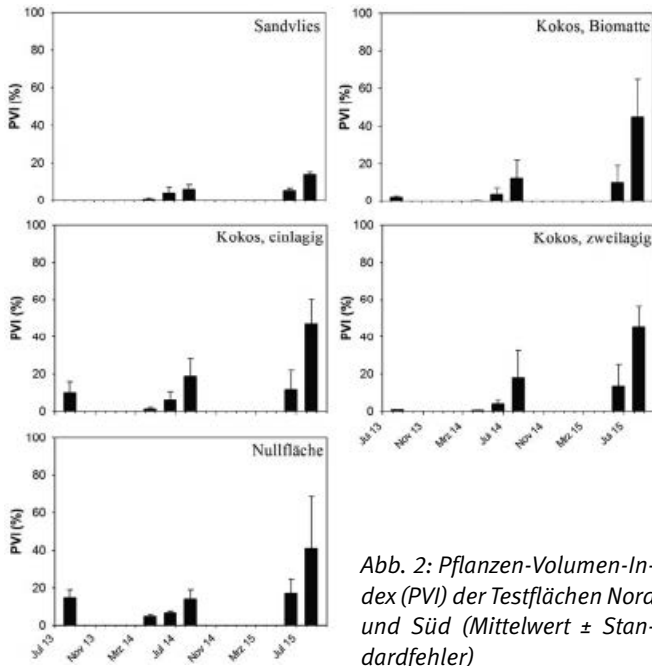 100
80
60
40
20
0
PVI (%)
Sandvlies
100
80
60
40
20
0
PVI (%)
Kokos, Biomatte
100
80
60
40
20
0
PVI (%)
Kokos, einlagig
100
80
60
40
20
0
PVI (%)
Kokos, zweilagig
Jul 13
Nov 13
Mrz 14
Jul 14
Nov 14
Mrz 15
Jul 15
100
80
60
40
20
0
PVI (%)
Nullfläche
Jul 13
Nov 13
Mrz 14
Jul 14
Nov 14
Mrz 15
Jul 15
Abb. 2: Pflanzen-Volumen-In-
dex (PVI) der Testflächen Nord
und Süd (Mittelwert ± Stan-
dardfehler)